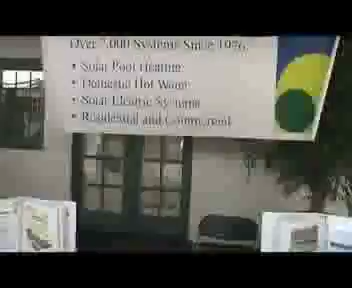 Over 7,000 Systems Since 1976
• Solar Pool Heating
• Domestic Hot Water
• Solar Electric Systems
• Residential and Commercial